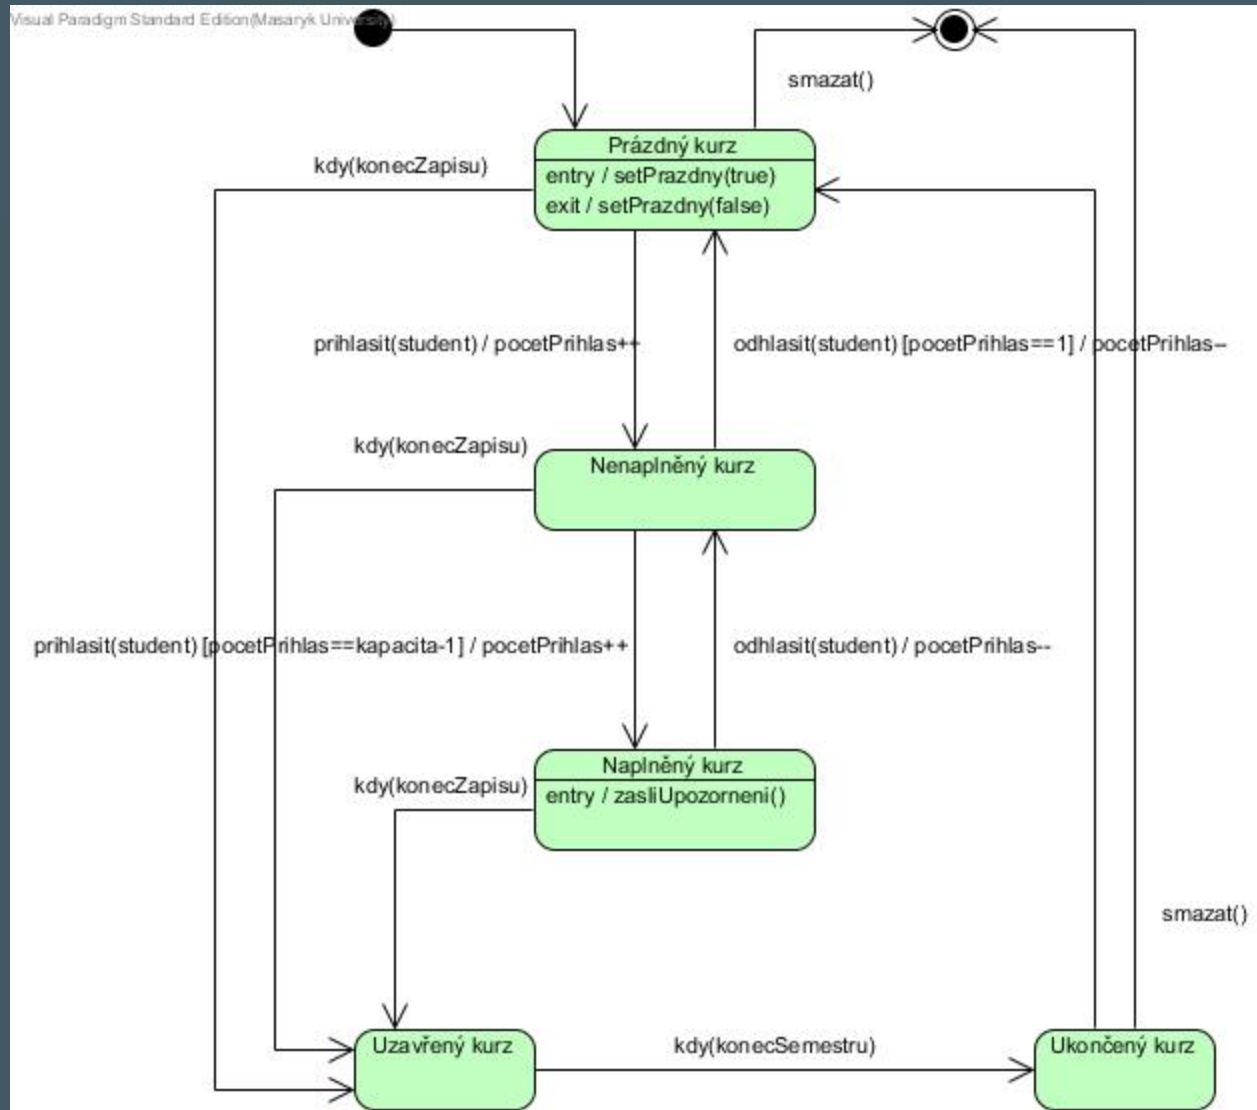 Visual Paradigm Standard Edition(Masaryk University)
smazat()
Prázdný kurz
kdy(konecZapisu)
entry / setPrazdny(true)
exit / setPrazdny(false)
prihlasit(student) / pocetPrihlas++
odhlasit(student) [pocetPrihlas==1] / pocetPrihlas--
kdy(konecZapisu)
Nenaplněný kurz
prihlasit(student) [pocetPrihlas==kapacita-1] / pocetPrihlas++
odhlasit(student) / pocetPrihlas--
Naplněný kurz
kdy(konecZapisu)
entry / zasliUpozorneni()
smazat()
Uzavřený kurz
kdy(konecSemestru)
Ukončený kurz